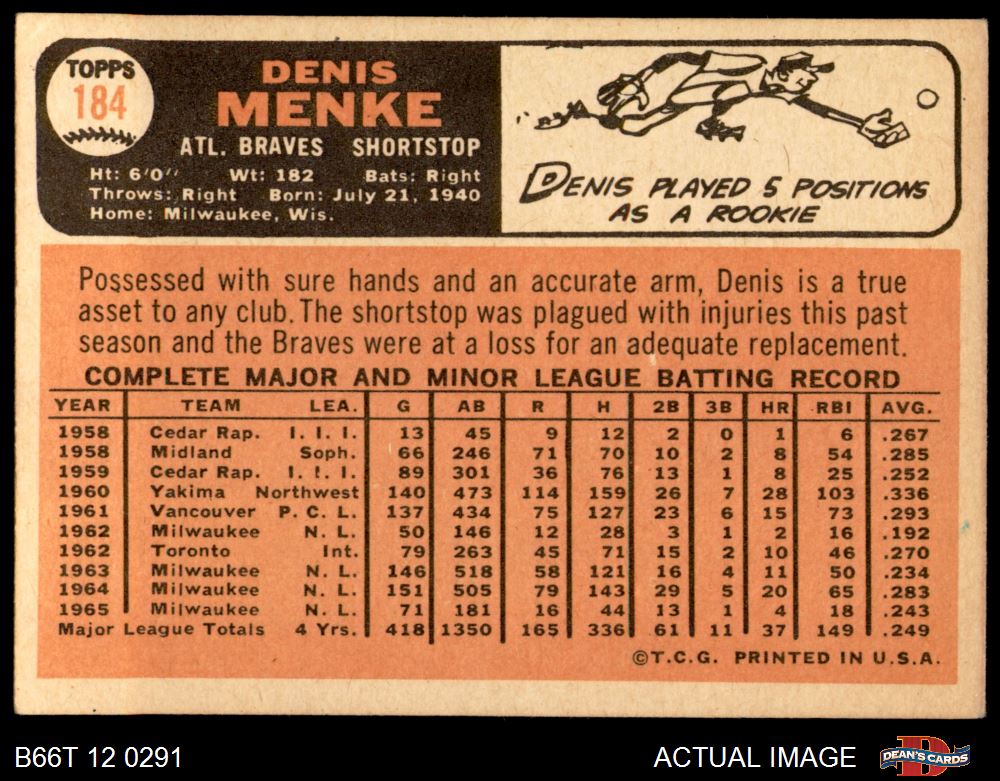 TOPPS
184
DENIS
MENKE
ATL. BRAVES SHORTSTOP
Ht: 6'0" Wt: 182 Bats: Right
Throws: Right Born: July 21, 1940
Home: Milwaukee, Wis.
DENIS PLAYED 5 POSITIONS
AS A ROOKIE
Possessed with sure hands and an accurate arm, Denis is a true
asset to any club. The shortstop was plagued with injuries this past
season and the Braves were at a loss for an adequate replacement.
COMPLETE MAJOR AND MINOR LEAGUE BATTING RECORD
YEAR TEAM LEA. G AB R H 2B 3B HR RBI AVG.
1958 Cedar Rap. I. I. I. 13 45 9 12 2 0 1 6 .267
1958 Midland Soph. 66 246 71 70 10 2 8 54 .285
1959 Cedar Rap. I. I. I. 89 301 36 76 13 1 8 25 .252
1960 Yakima Northwest 140 473 114 159 26 7 28 103 .336
1961 Vancouver P. C. L. 137 434 75 127 23 6 15 73 .293
1962 Milwaukee N. L. 50 146 12 28 3 1 2 16 .192
1962 Toronto Int. 79 263 45 71 15 2 10 46 .270
1963 Milwaukee N. L. 146 518 58 121 16 4 11 50 .234
1964 Milwaukee N. L. 151 505 79 143 29 5 20 65 .283
1965 Milwaukee N. L. 71 181 16 44 13 1 4 18 .243
Major League Totals 4 Yrs. 418 1350 165 336 61 11 37 149 .249
©T.C.G. PRINTED IN U.S.A.
B66T 12 0291 ACTUAL IMAGE DEAN'S CARDS